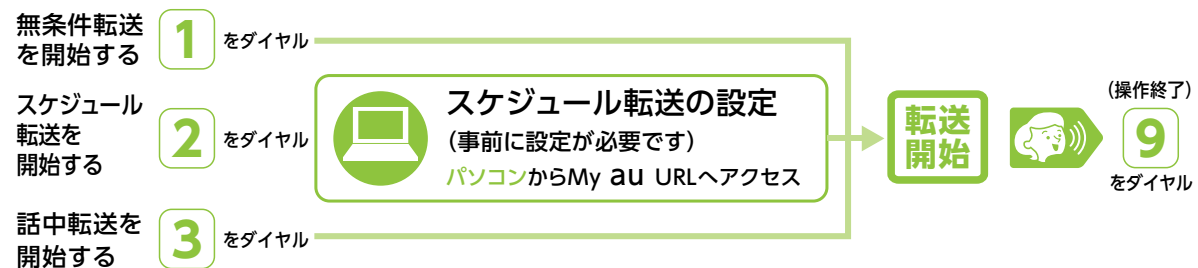 無条件転送
を開始する
1
をダイヤル
スケジュール
転送を
開始する
2
をダイヤル
スケジュール転送の設定
(事前に設定が必要です)
パソコンからMy au URLへアクセス
話中転送を
開始する
3
をダイヤル
転送
開始
(操作終了)
9
をダイヤル